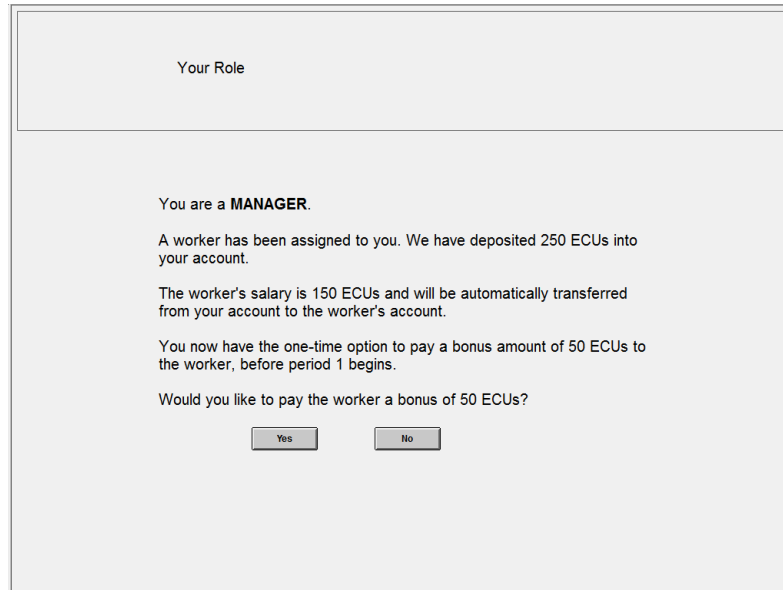 Your Role
You are a MANAGER.
A worker has been assigned to you. We have deposited 250 ECUs into
your account.
The worker's salary is 150 ECUs and will be automatically transferred
from your account to the worker's account.
You now have the one-time option to pay a bonus amount of 50 ECUs to
the worker, before period 1 begins.
Would you like to pay the worker a bonus of 50 ECUs?
Yes No